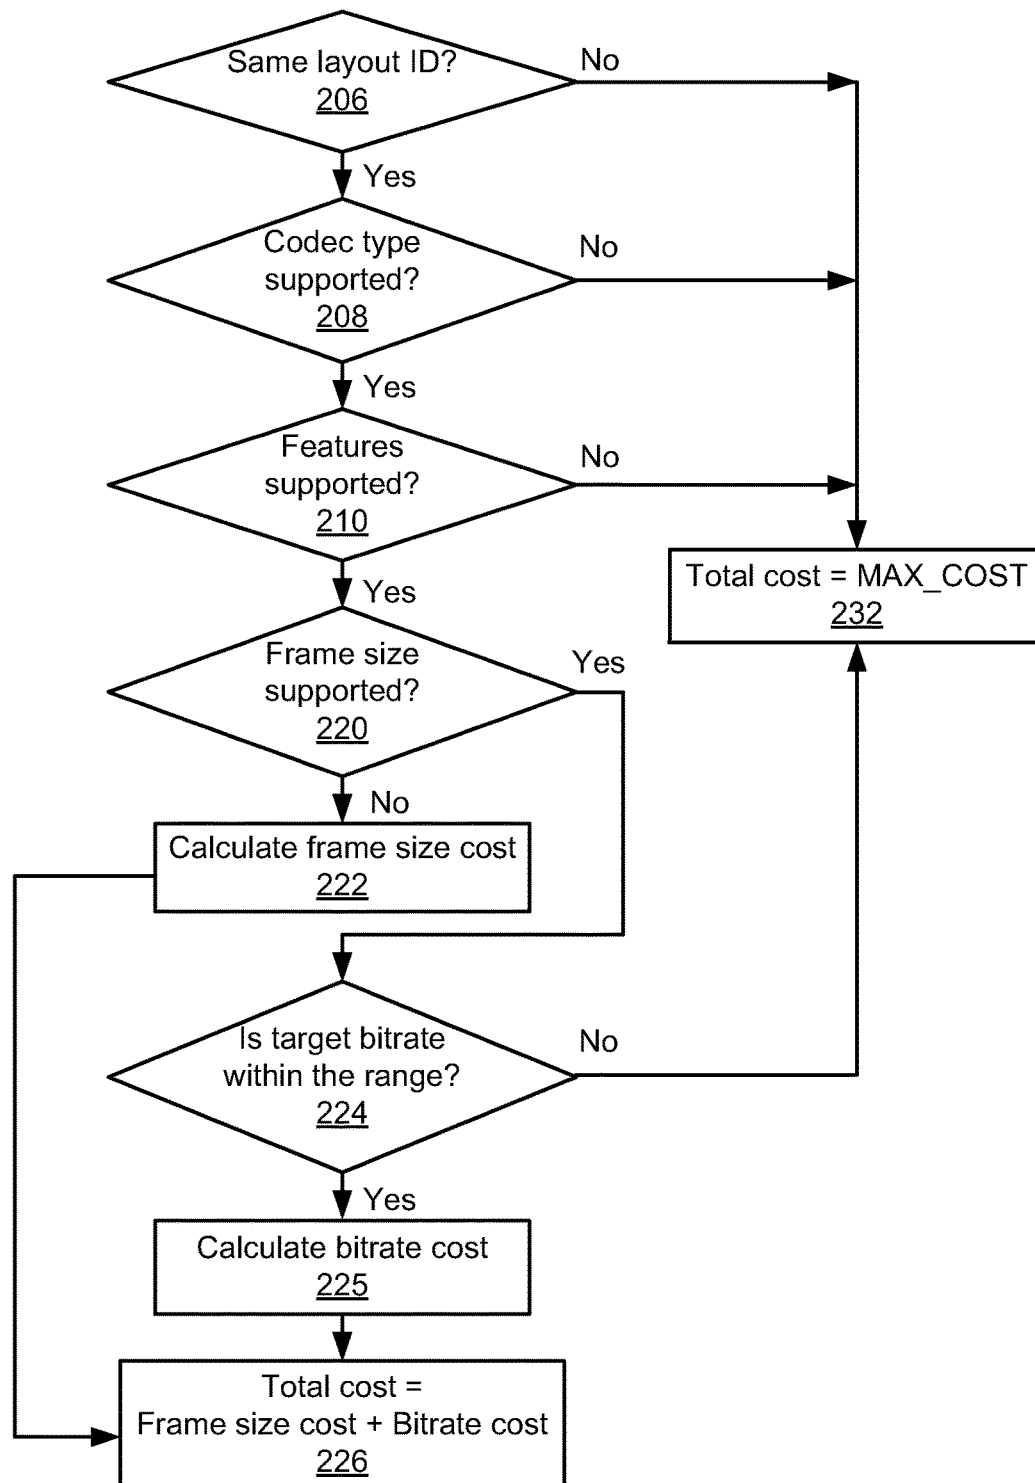 Same layout ID?
206
No
Yes
Codec type
supported?
208
No
Yes
Features
supported?
210
No
Yes
Total cost = MAX_COST
232
Frame size
supported?
220
Yes
No
Calculate frame size cost
222
Is target bitrate
within the range?
224
No
Yes
Calculate bitrate cost
225
Total cost =
Frame size cost + Bitrate cost
226